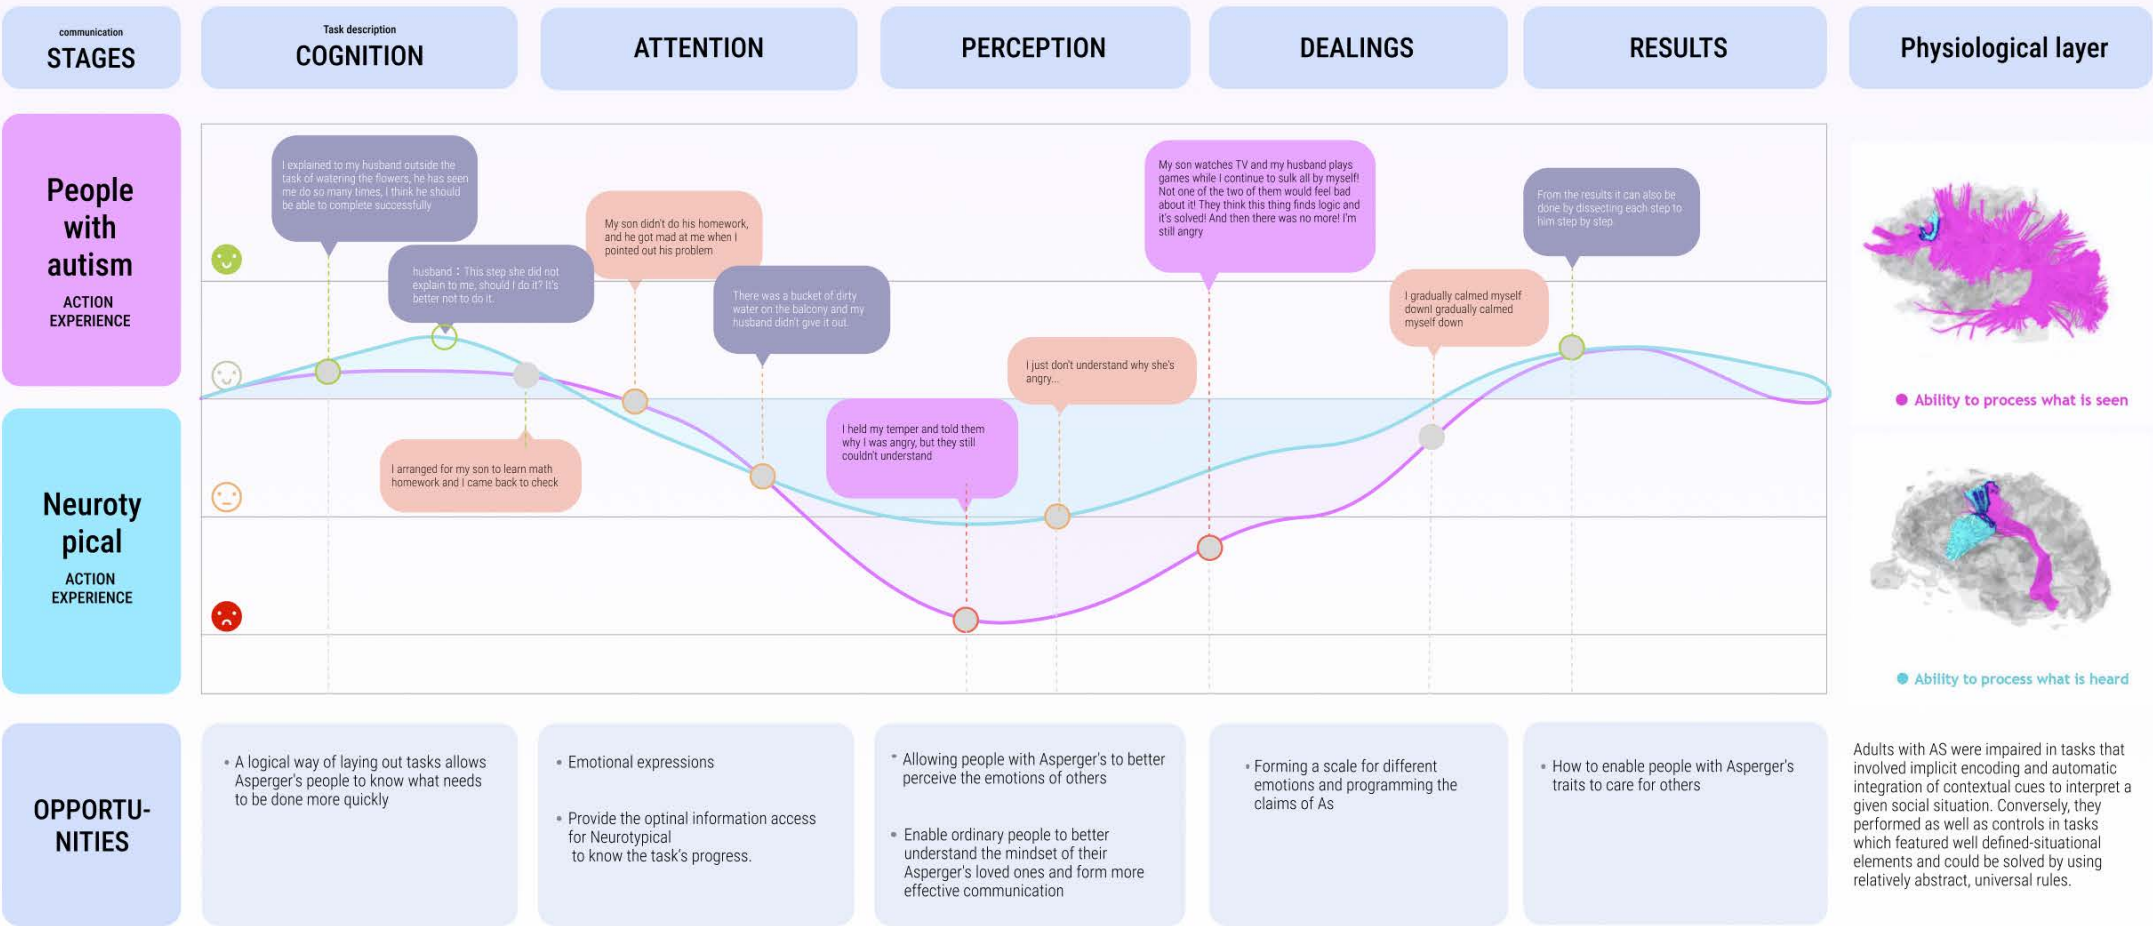 communication
STAGES
Task description
COGNITION
ATTENTION
PERCEPTION
DEALINGS
RESULTS
Physiological layer
People
with
autism
ACTION
EXPERIENCE
I explained to my husband outside the
task of watering the flowers, he has seen
me do so many times, I think he should
be able to complete successfully
husband：This step she did not
explain to me, should I do it? It's
better not to do it.
I arranged for my son to learn math
homework and I came back to check
My son didn't do his homework,
and he got mad at me when I
pointed out his problem
There was a bucket of dirty
water on the balcony and my
husband didn't give it out.
I held my temper and told them
why I was angry, but they still
couldn't understand
I just don't understand why she's
angry...
My son watches TV and my husband plays
games while I continue to sulk all by myself!
Not one of the two of them would feel bad
about it! They think this thing finds logic and
it's solved! And then there was no more! I'm
still angry
I gradually calmed myself
downI gradually calmed
myself down
From the results it can also be
done by dissecting each step to
him step by step
Ability to process what is seen
Neuroty
pical
ACTION
EXPERIENCE
Ability to process what is heard
OPPORTU-
NITIES
• A logical way of laying out tasks allows
Asperger's people to know what needs
to be done more quickly
• Emotional expressions
• Provide the optinal information access
for Neurotypical
to know the task's progress.
• Allowing people with Asperger's to better
perceive the emotions of others
• Enable ordinary people to better
understand the mindset of their
Asperger's loved ones and form more
effective communication
• Forming a scale for different
emotions and programming the
claims of As
• How to enable people with Asperger's
traits to care for others
Adults with AS were impaired in tasks that
involved implicit encoding and automatic
integration of contextual cues to interpret a
given social situation. Conversely, they
performed as well as controls in tasks
which featured well defined-situational
elements and could be solved by using
relatively abstract, universal rules.